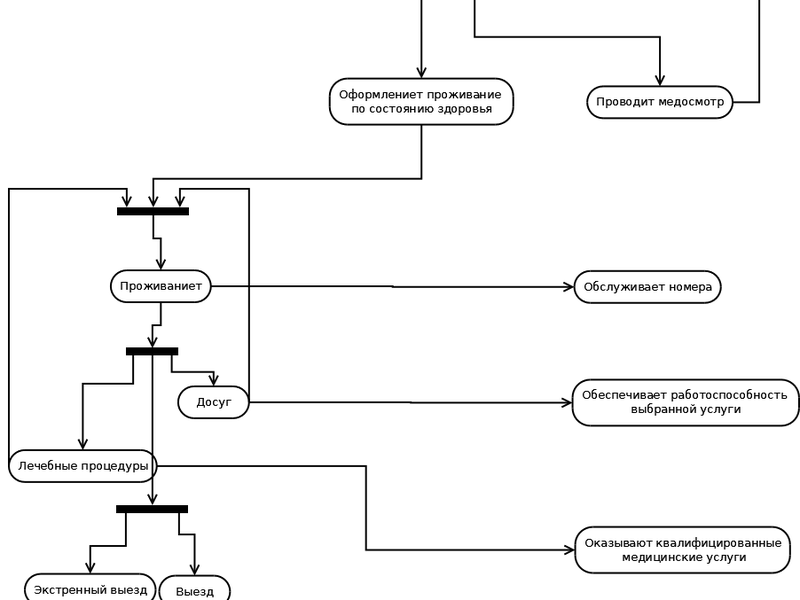 Оформлениет проживание
по состоянию здоровья
Проводит медосмотр
Проживаниет
Обслуживает номера
Досуг
Обеспечивает работоспособность
выбранной услуги
Лечебные процедуры
Оказывают квалифицированные
медицинские услуги
Экстренный выезд
Выезд